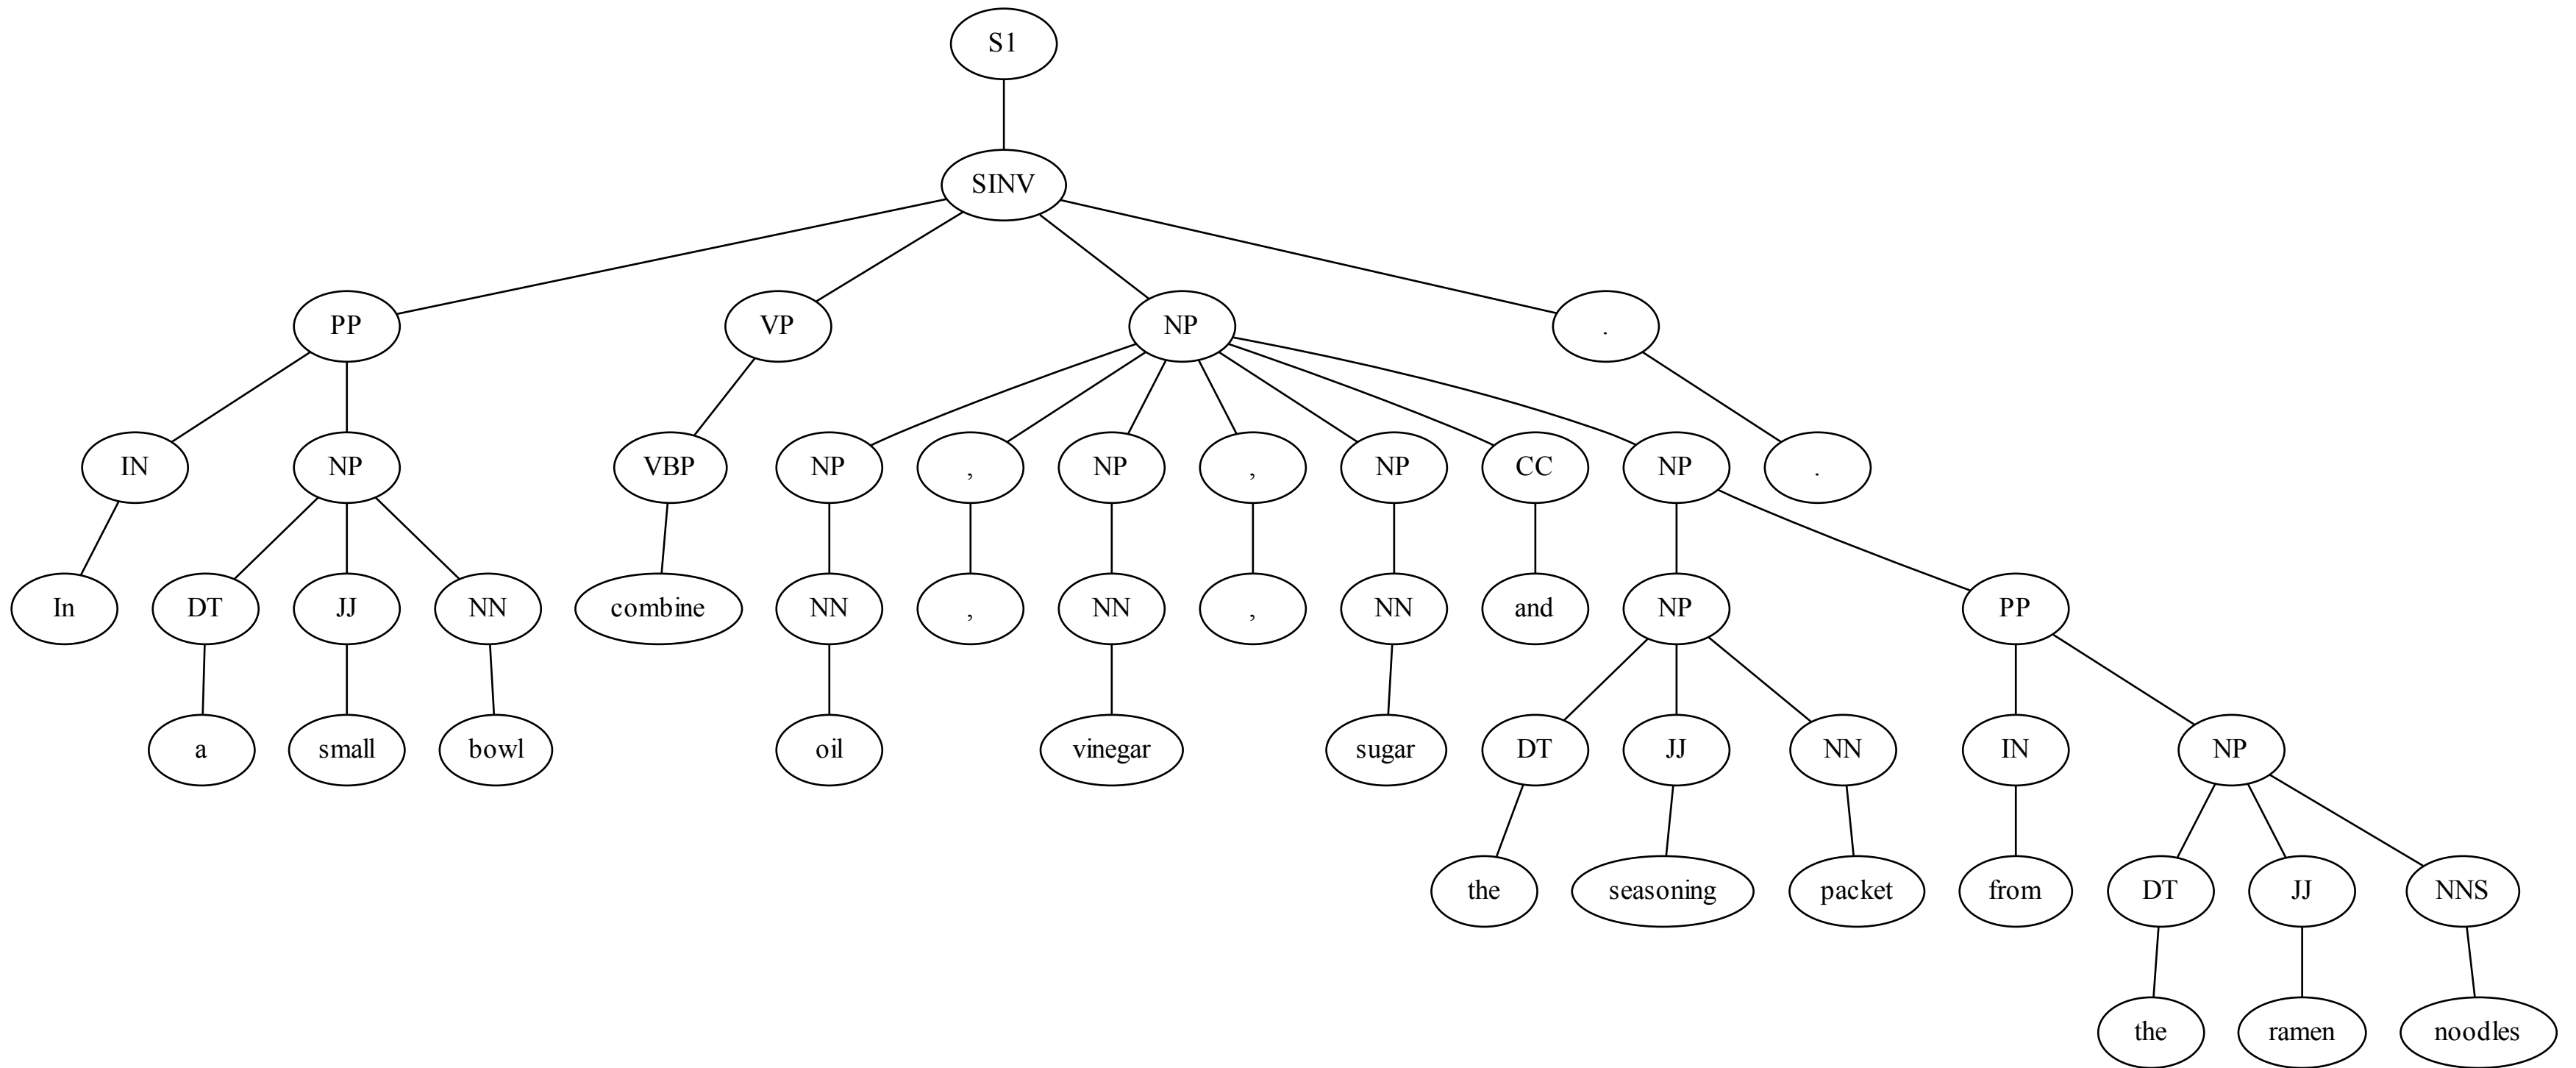 S1
SINV
PP VP NP .
IN NP VBP NP , NP , NP CC NP .
In DT JJ NN combine NN , NN , NN and NP PP
a small bowl oil vinegar sugar DT JJ NN IN NP
the seasoning packet from DT JJ NNS
the ramen noodles